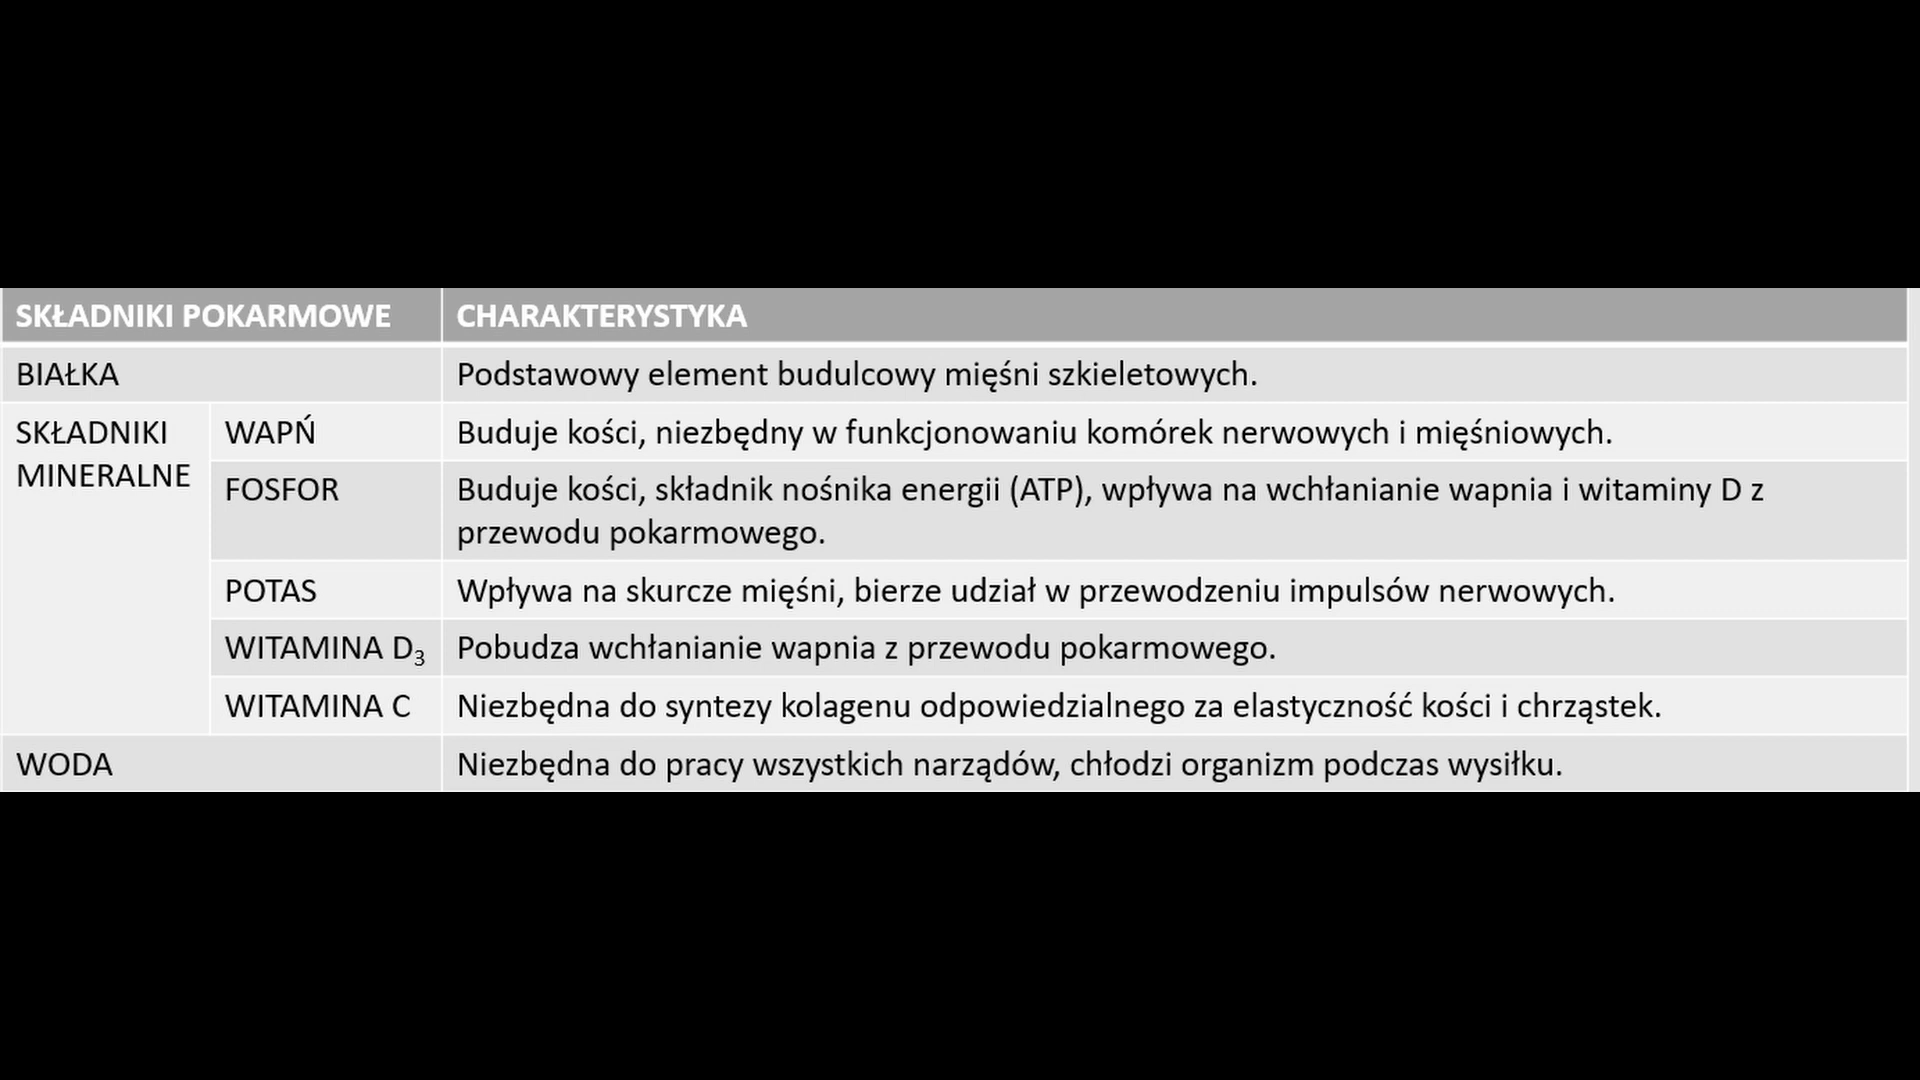 SKŁADNIKI POKARMOWE CHARAKTERYSTYKA
BIAŁKA Podstawowy element budulcowy mięśni szkieletowych.
SKŁADNIKI MINERALNE
WAPŃ Buduje kości, niezbędny w funkcjonowaniu komórek nerwowych i mięśniowych.
FOSFOR Buduje kości, składnik nośnika energii (ATP), wpływa na wchłanianie wapnia i witaminy D z
przewodu pokarmowego.
POTAS Wpływa na skurcze mięśni, bierze udział w przewodzeniu impulsów nerwowych.
WITAMINA D₃ Pobudza wchłanianie wapnia z przewodu pokarmowego.
WITAMINA C Niezbędna do syntezy kolagenu odpowiedzialnego za elastyczność kości i chrząstek.
WODA Niezbędna do pracy wszystkich narządów, chłodzi organizm podczas wysiłku.